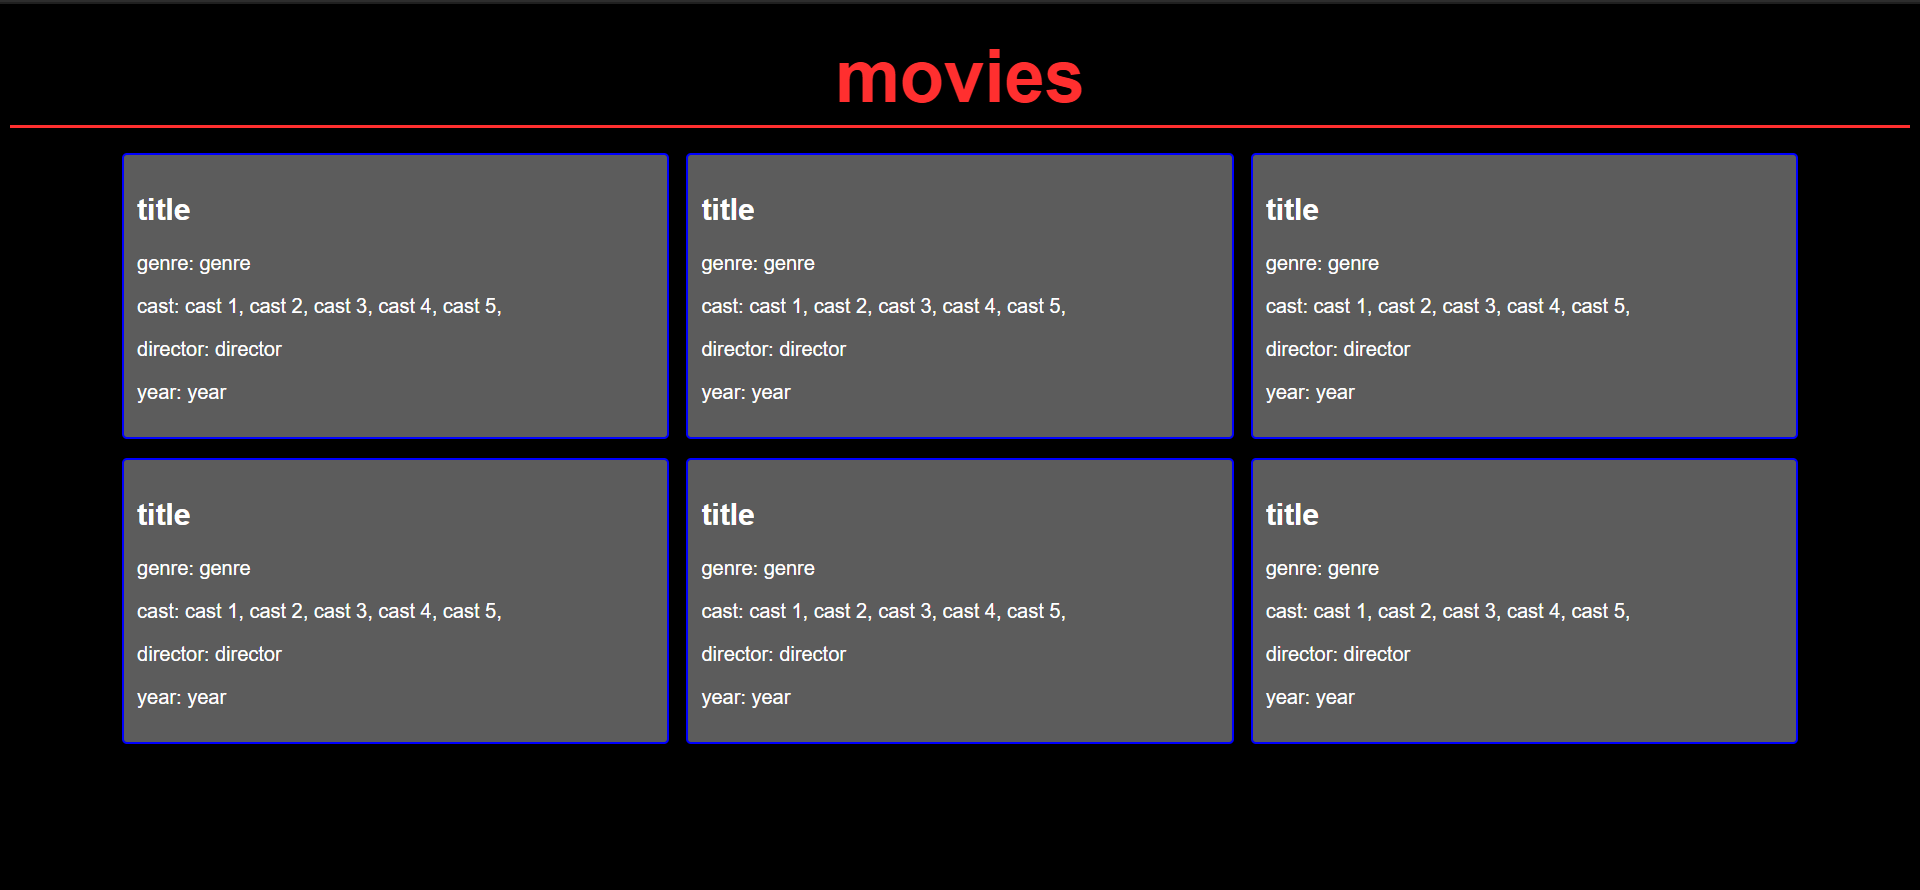 movies
title
genre: genre
cast: cast 1, cast 2, cast 3, cast 4, cast 5,
director: director
year: year
title
genre: genre
cast: cast 1, cast 2, cast 3, cast 4, cast 5,
director: director
year: year
title
genre: genre
cast: cast 1, cast 2, cast 3, cast 4, cast 5,
director: director
year: year
title
genre: genre
cast: cast 1, cast 2, cast 3, cast 4, cast 5,
director: director
year: year
title
genre: genre
cast: cast 1, cast 2, cast 3, cast 4, cast 5,
director: director
year: year
title
genre: genre
cast: cast 1, cast 2, cast 3, cast 4, cast 5,
director: director
year: year